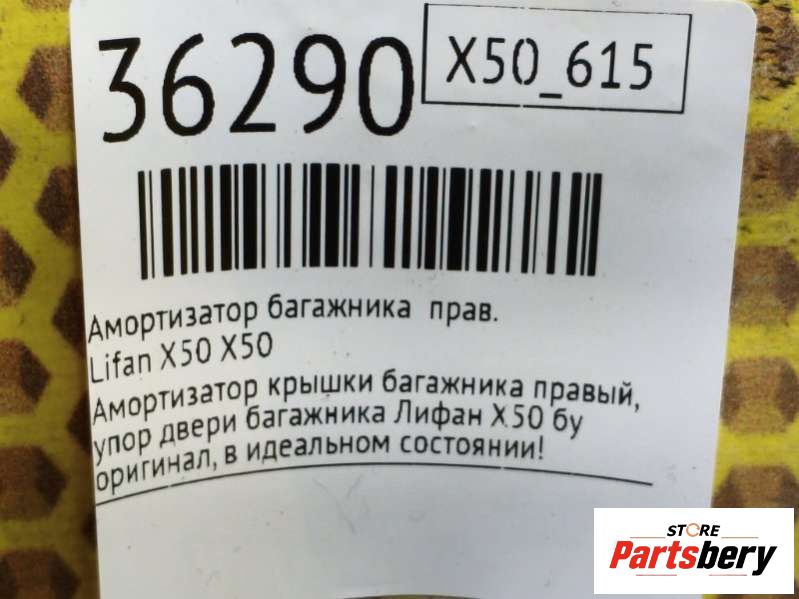 36290
X50_615
Амортизатор багажника прав.
Lifan X50 X50
Амортизатор крышки багажника правый,
упор двери багажника Лифан Х50 бу
оригинал, в идеальном состоянии!
STORE
Partsbery